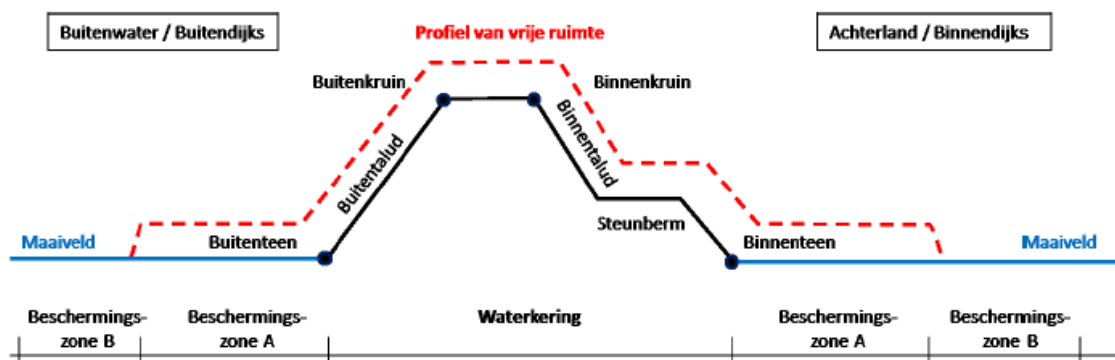 Buitenwater / Buitendijks
Profiel van vrije ruimte
Achterland / Binnendijks
Buitenkruin
Binnenkruin
Buitentalud
Binnentalud
Steunberm
Maaiveld
Buitenteen
Binnenteen
Maaiveld
Beschermings-
zone B
Beschermings-
zone A
Waterkering
Beschermings-
zone A
Beschermings-
zone B